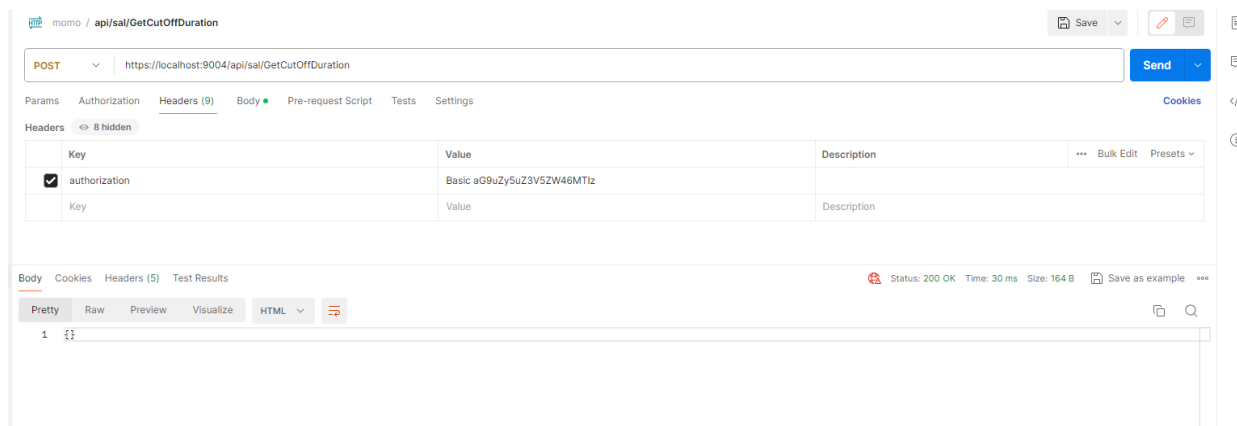 HTTP momo / api/sal/GetCutOffDuration Save
POST https://localhost:9004/api/sal/GetCutOffDuration Send
Params Authorization Headers (9) Body Pre-request Script Tests Settings Cookies
Headers 8 hidden
Key Value Description Bulk Edit Presets
authorization Basic aG9uZy5uZ3V5ZW46MTIz
Key Value Description
Body Cookies Headers (5) Test Results Status: 200 OK Time: 30 ms Size: 164 B Save as example
Pretty Raw Preview Visualize HTML
1 {}